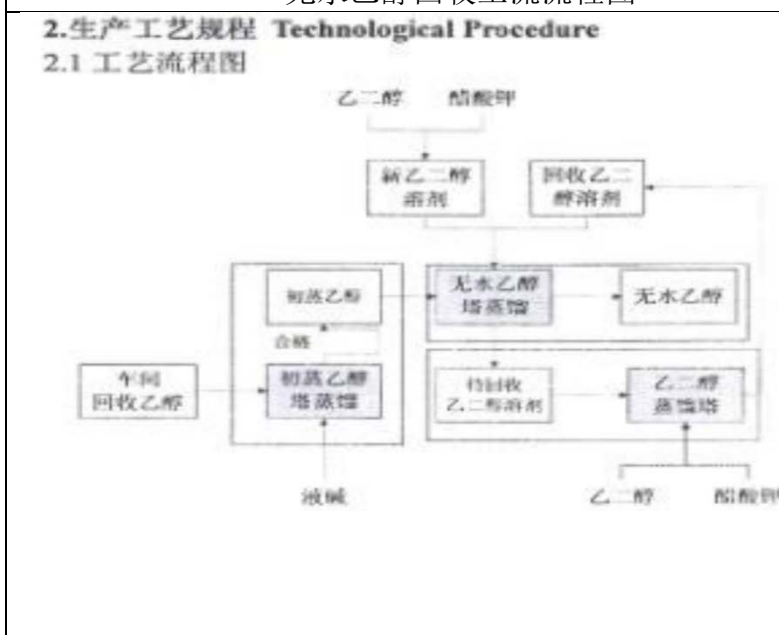 2.生产工艺规程 Technological Procedure
2.1 工艺流程图
乙二醇 醋酸钾
新乙二醇
溶剂
回收乙二
醇溶剂
初蒸乙醇
无水乙醇
塔蒸馏
无水乙醇
合格
车间
回收乙醇
初蒸乙醇
塔蒸馏
待回收
乙二醇溶剂
乙二醇
蒸馏塔
液碱
乙二醇 醋酸钾